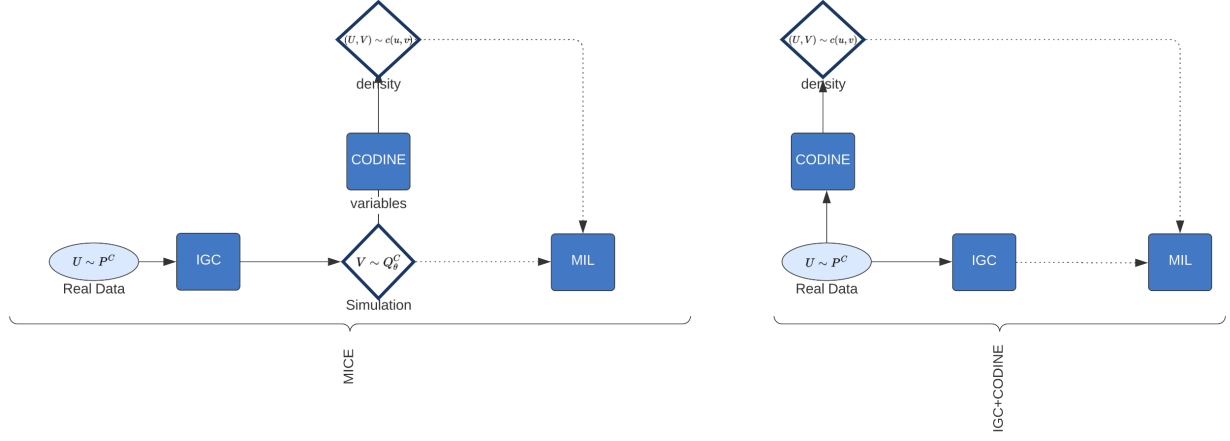 (U, V) ∼ c(u, v)
density
CODINE
variables
U ∼ P^C
Real Data
IGC
V ∼ Q_θ^C
Simulation
MIL
MICE
(U, V) ∼ c(u, v)
density
CODINE
U ∼ P^C
Real Data
IGC
MIL
IGC+CODINE